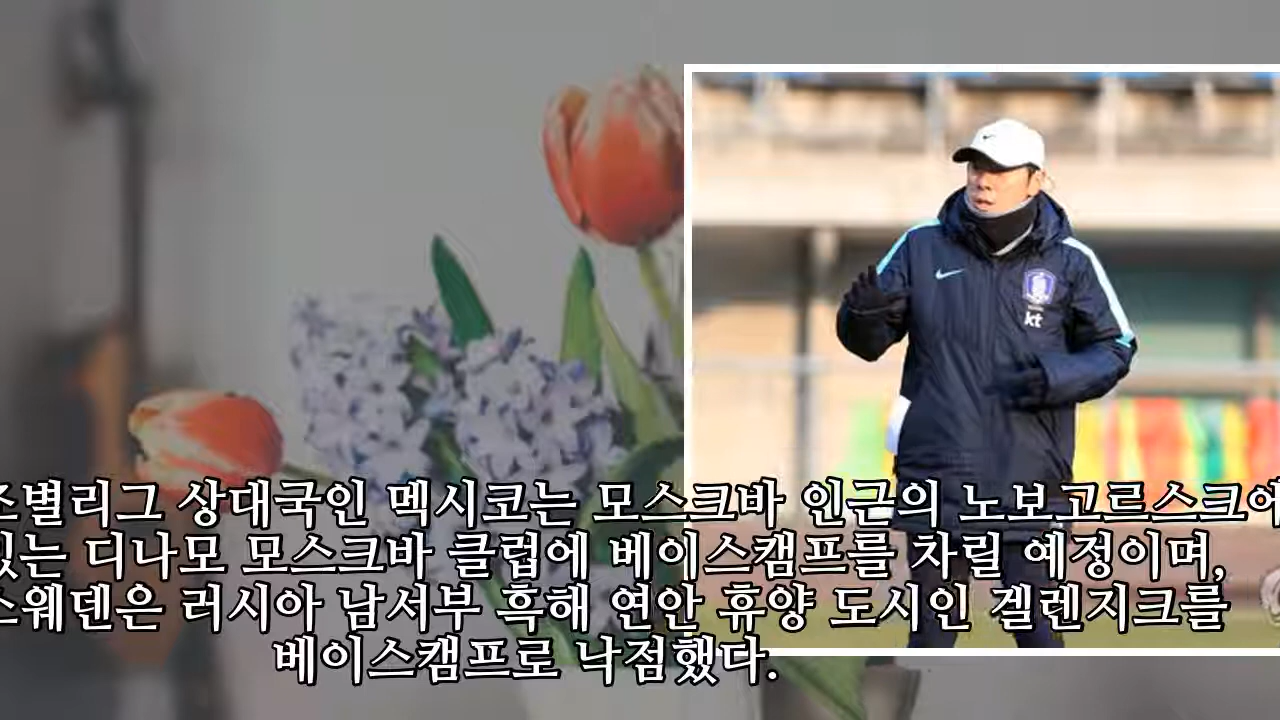 조별리그 상대국인 멕시코는 모스크바 인근의 노보고르스크에
있는 디나모 모스크바 클럽에 베이스캠프를 차릴 예정이며,
스웨덴은 러시아 남서부 흑해 연안 휴양 도시인 겔렌지크를
베이스캠프로 낙점했다.
kt